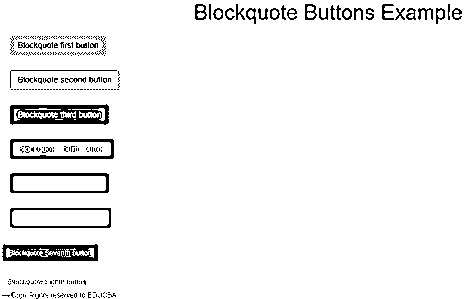 Blockquote Buttons Example
Blockquote first button
Blockquote second button
Blockquote third button
Blockquote seventh button
Blockquote eighth button
Copy Rights reserved to EDUCBA